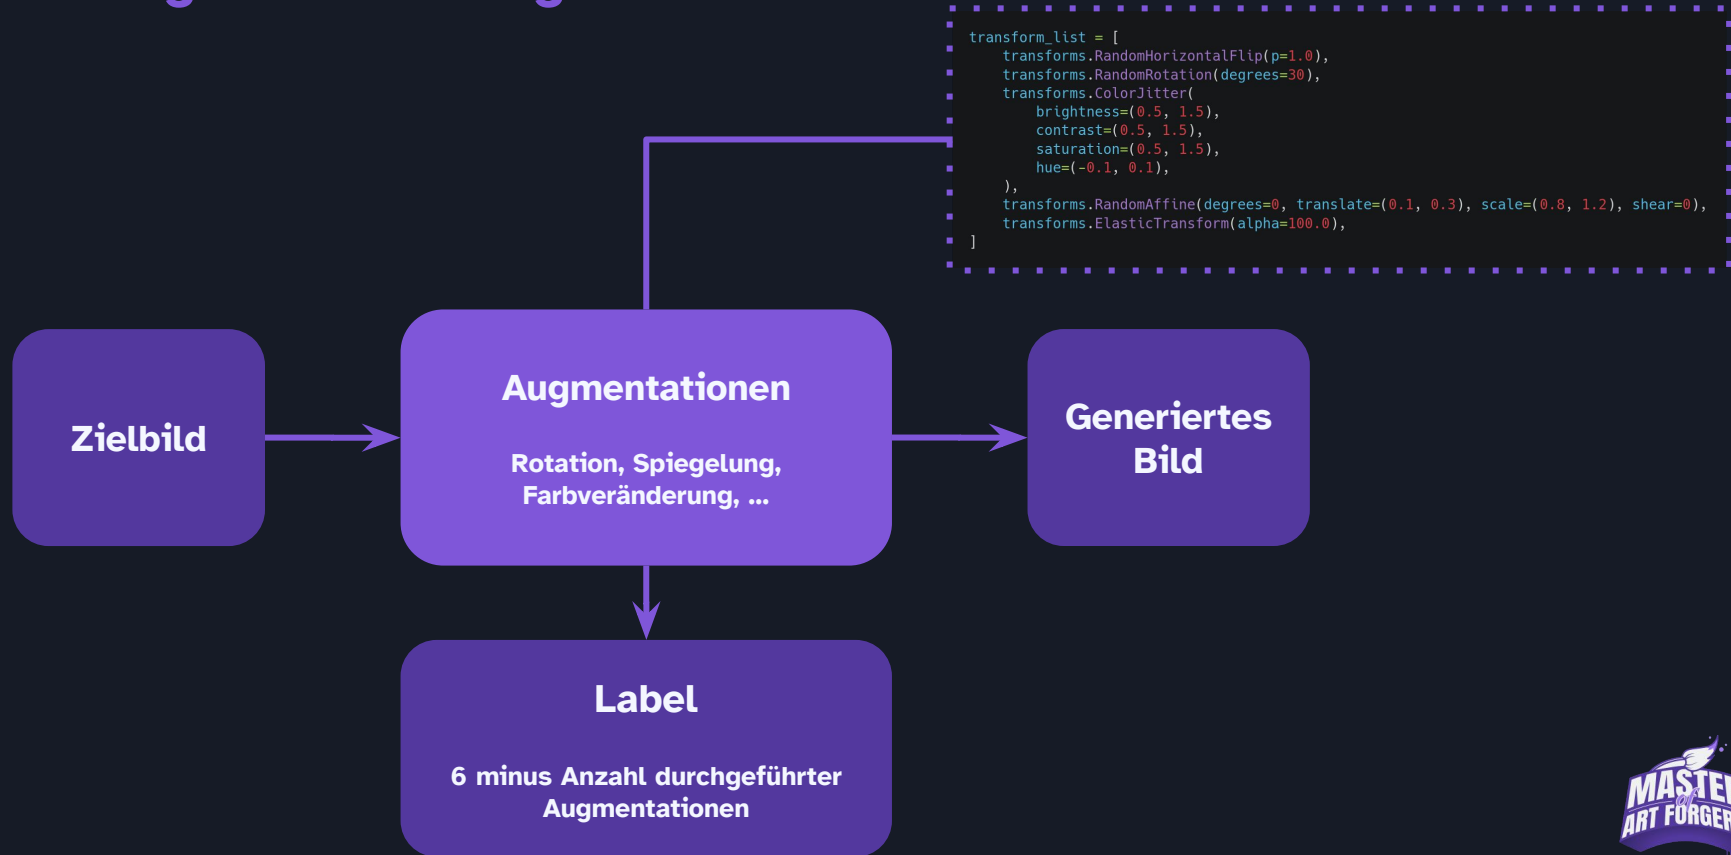 transform_list = [
    transforms.RandomHorizontalFlip(p=1.0),
    transforms.RandomRotation(degrees=30),
    transforms.ColorJitter(
        brightness=(0.5, 1.5),
        contrast=(0.5, 1.5),
        saturation=(0.5, 1.5),
        hue=(-0.1, 0.1),
    ),
    transforms.RandomAffine(degrees=0, translate=(0.1, 0.3), scale=(0.8, 1.2), shear=0),
    transforms.ElasticTransform(alpha=100.0),
]
Zielbild
Augmentationen
Rotation, Spiegelung,
Farbveränderung, ...
Generiertes
Bild
Label
6 minus Anzahl durchgeführter
Augmentationen
MASTE
of
ART FORGER